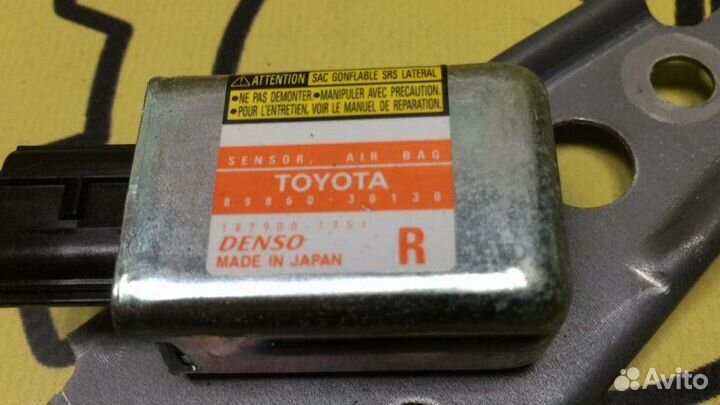 ATTENTION SAC GONFLABLE SRS LATERAL
•NE PAS DEMONTER •MANIPULER AVEC PRECAUTION.
•POUR L'ENTRETIEN, VOIR LE MANUEL DE REPARATION.
SENSOR, AIR BAG
TOYOTA
89860-30130
187900-1351
DENSO
MADE IN JAPAN
R
Avito